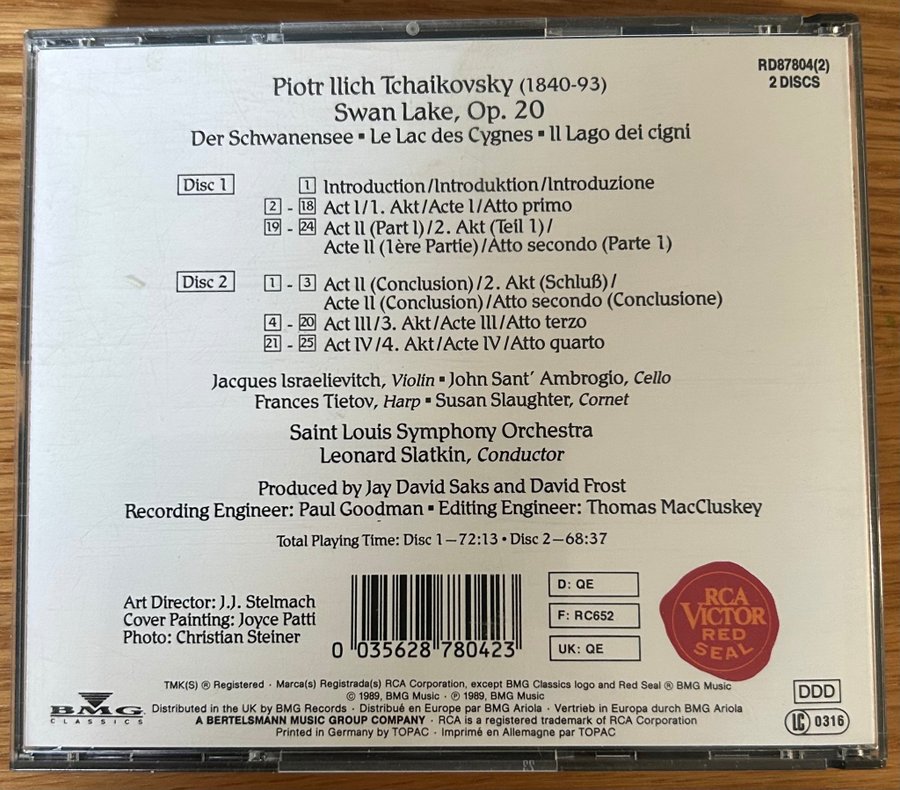 RD87804(2)
2 DISCS
Piotr Ilich Tchaikovsky (1840-93)
Swan Lake, Op. 20
Der Schwanensee ▪ Le Lac des Cygnes ▪ Il Lago dei cigni
Disc 1 1 Introduction/Introduktion/Introduzione
2 - 18 Act I/1. Akt/Acte I/Atto primo
19 - 24 Act II (Part I)/2. Akt (Teil 1)/
Acte II (1ère Partie)/Atto secondo (Parte 1)
Disc 2 1 - 3 Act II (Conclusion)/2. Akt (Schluß)/
Acte II (Conclusion)/Atto secondo (Conclusione)
4 - 20 Act III/3. Akt/Acte III/Atto terzo
21 - 25 Act IV/4. Akt/Acte IV/Atto quarto
Jacques Israelievitch, Violin ▪ John Sant' Ambrogio, Cello
Frances Tietov, Harp ▪ Susan Slaughter, Cornet
Saint Louis Symphony Orchestra
Leonard Slatkin, Conductor
Produced by Jay David Saks and David Frost
Recording Engineer: Paul Goodman ▪ Editing Engineer: Thomas MacCluskey
Total Playing Time: Disc 1—72:13 • Disc 2—68:37
Art Director: J.J. Stelmach
Cover Painting: Joyce Patti
Photo: Christian Steiner
0 035628 780423
D: QE
F: RC652
UK: QE
RCA
VICTOR
RED
SEAL
TMK(S) ® Registered · Marca(s) Registrada(s) RCA Corporation, except BMG Classics logo and Red Seal ® BMG Music
© 1989, BMG Music · ℗ 1989, BMG Music
Distributed in the UK by BMG Records · Distribué en Europe par BMG Ariola · Vertrieb in Europa durch BMG Ariola
A BERTELSMANN MUSIC GROUP COMPANY · RCA is a registered trademark of RCA Corporation
Printed in Germany by TOPAC · Imprimé en Allemagne par TOPAC
BMG
CLASSICS
DDD
LC 0316